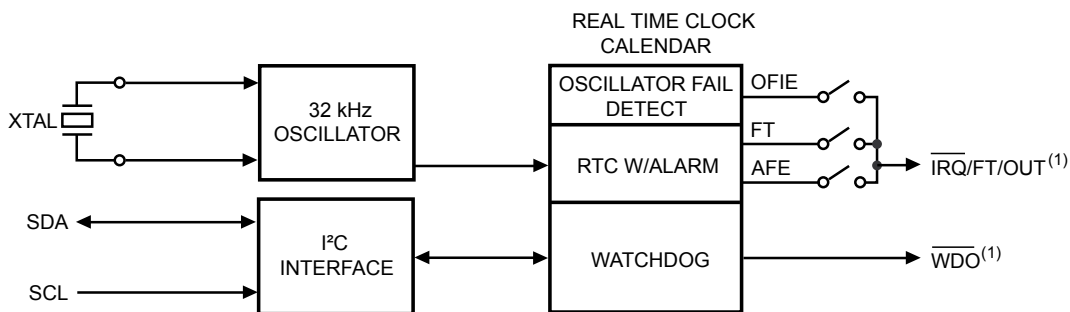 REAL TIME CLOCK
CALENDAR
XTAL
32 kHz
OSCILLATOR
OSCILLATOR FAIL
DETECT
OFIE
RTC W/ALARM
FT
AFE
IRQ/FT/OUT(1)
SDA
SCL
I²C
INTERFACE
WATCHDOG
WDO(1)